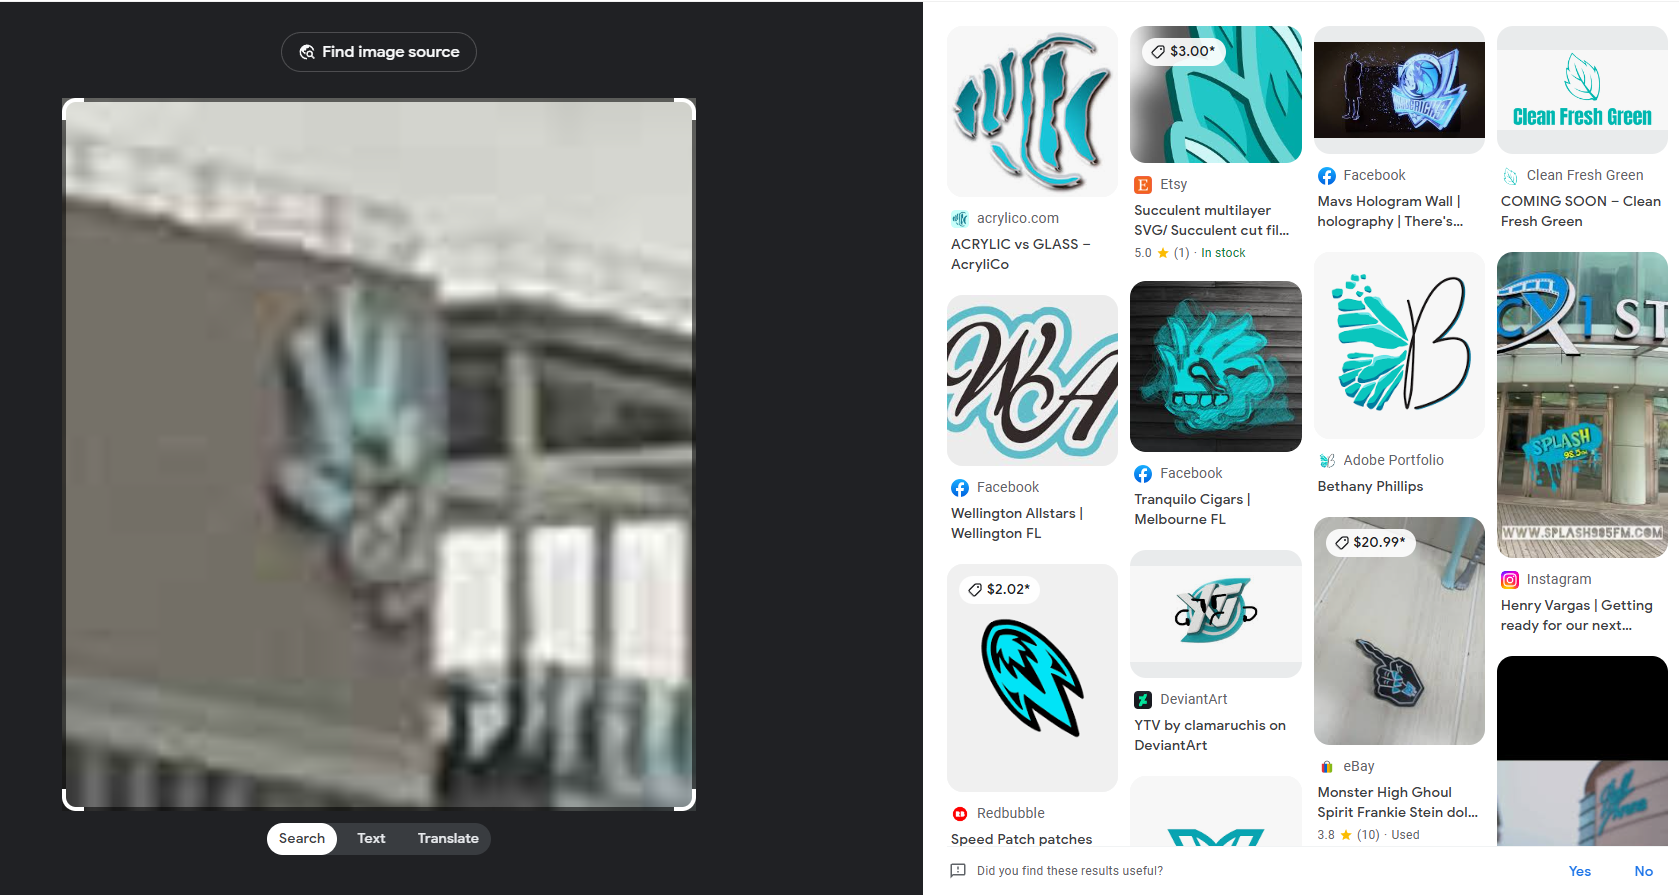 Find image source
Search
Text
Translate
acrylico.com
ACRYLIC vs GLASS –
AcryliCo
WA
Facebook
Wellington Allstars |
Wellington FL
$2.02*
Redbubble
Speed Patch patches
$3.00*
Etsy
Succulent multilayer
SVG/ Succulent cut fil...
5.0 ★ (1) · In stock
Facebook
Tranquilo Cigars |
Melbourne FL
DeviantArt
YTV by clamaruchis on
DeviantArt
Facebook
Mavs Hologram Wall |
holography | There's...
B
Adobe Portfolio
Bethany Phillips
$20.99*
eBay
Monster High Ghoul
Spirit Frankie Stein dol...
3.8 ★ (10) · Used
Clean Fresh Green
Clean Fresh Green
COMING SOON – Clean
Fresh Green
CX1 ST
SPLASH
98.5FM
WWW.SPLASH985FM.COM
Instagram
Henry Vargas | Getting
ready for our next...
Did you find these results useful?
Yes
No